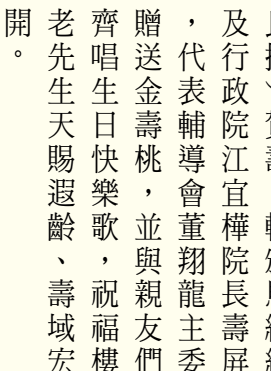 及行政院江宜樺院長壽屏
，代表輔導會董翔龍主委
贈送金壽桃，並與親友們
齊唱生日快樂歌，祝福樓
老先生天賜遐齡、壽域宏
開。